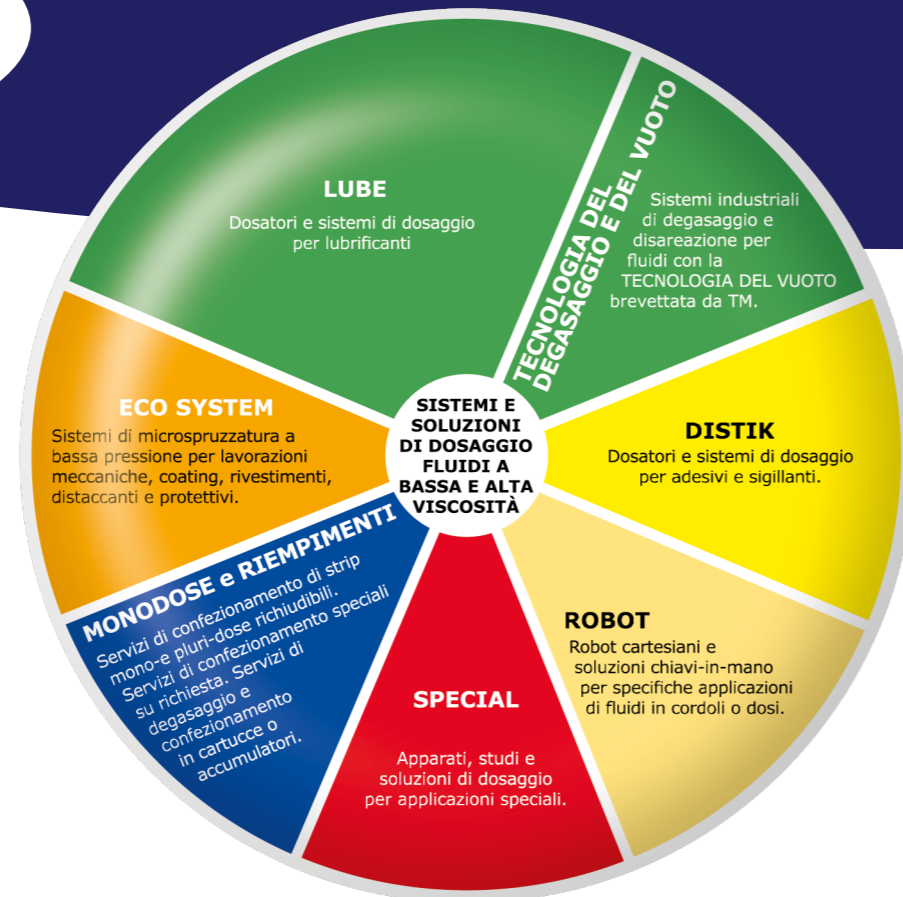 LUBE
Dosatori e sistemi di dosaggio
per lubrificanti
TECNOLOGIA DEL
DEGASAGGIO E DEL VUOTO
Sistemi industriali
di degasaggio e
disareazione per
fluidi con la
TECNOLOGIA DEL VUOTO
brevettata da TM.
DISTIK
Dosatori e sistemi di dosaggio
per adesivi e sigillanti.
ROBOT
Robot cartesiani e
soluzioni chiavi-in-mano
per specifiche applicazioni
di fluidi in cordoli o dosi.
SPECIAL
Apparati, studi e
soluzioni di dosaggio
per applicazioni speciali.
MONODOSE e RIEMPIMENTI
Servizi di confezionamento di strip
mono-e pluri-dose richiudibili.
Servizi di confezionamento speciali
su richiesta. Servizi di
degasaggio e
confezionamento
in cartucce o
accumulatori.
ECO SYSTEM
Sistemi di microspruzzatura a
bassa pressione per lavorazioni
meccaniche, coating, rivestimenti,
distaccanti e protettivi.
SISTEMI E
SOLUZIONI
DI DOSAGGIO
FLUIDI A
BASSA E ALTA
VISCOSITÀ